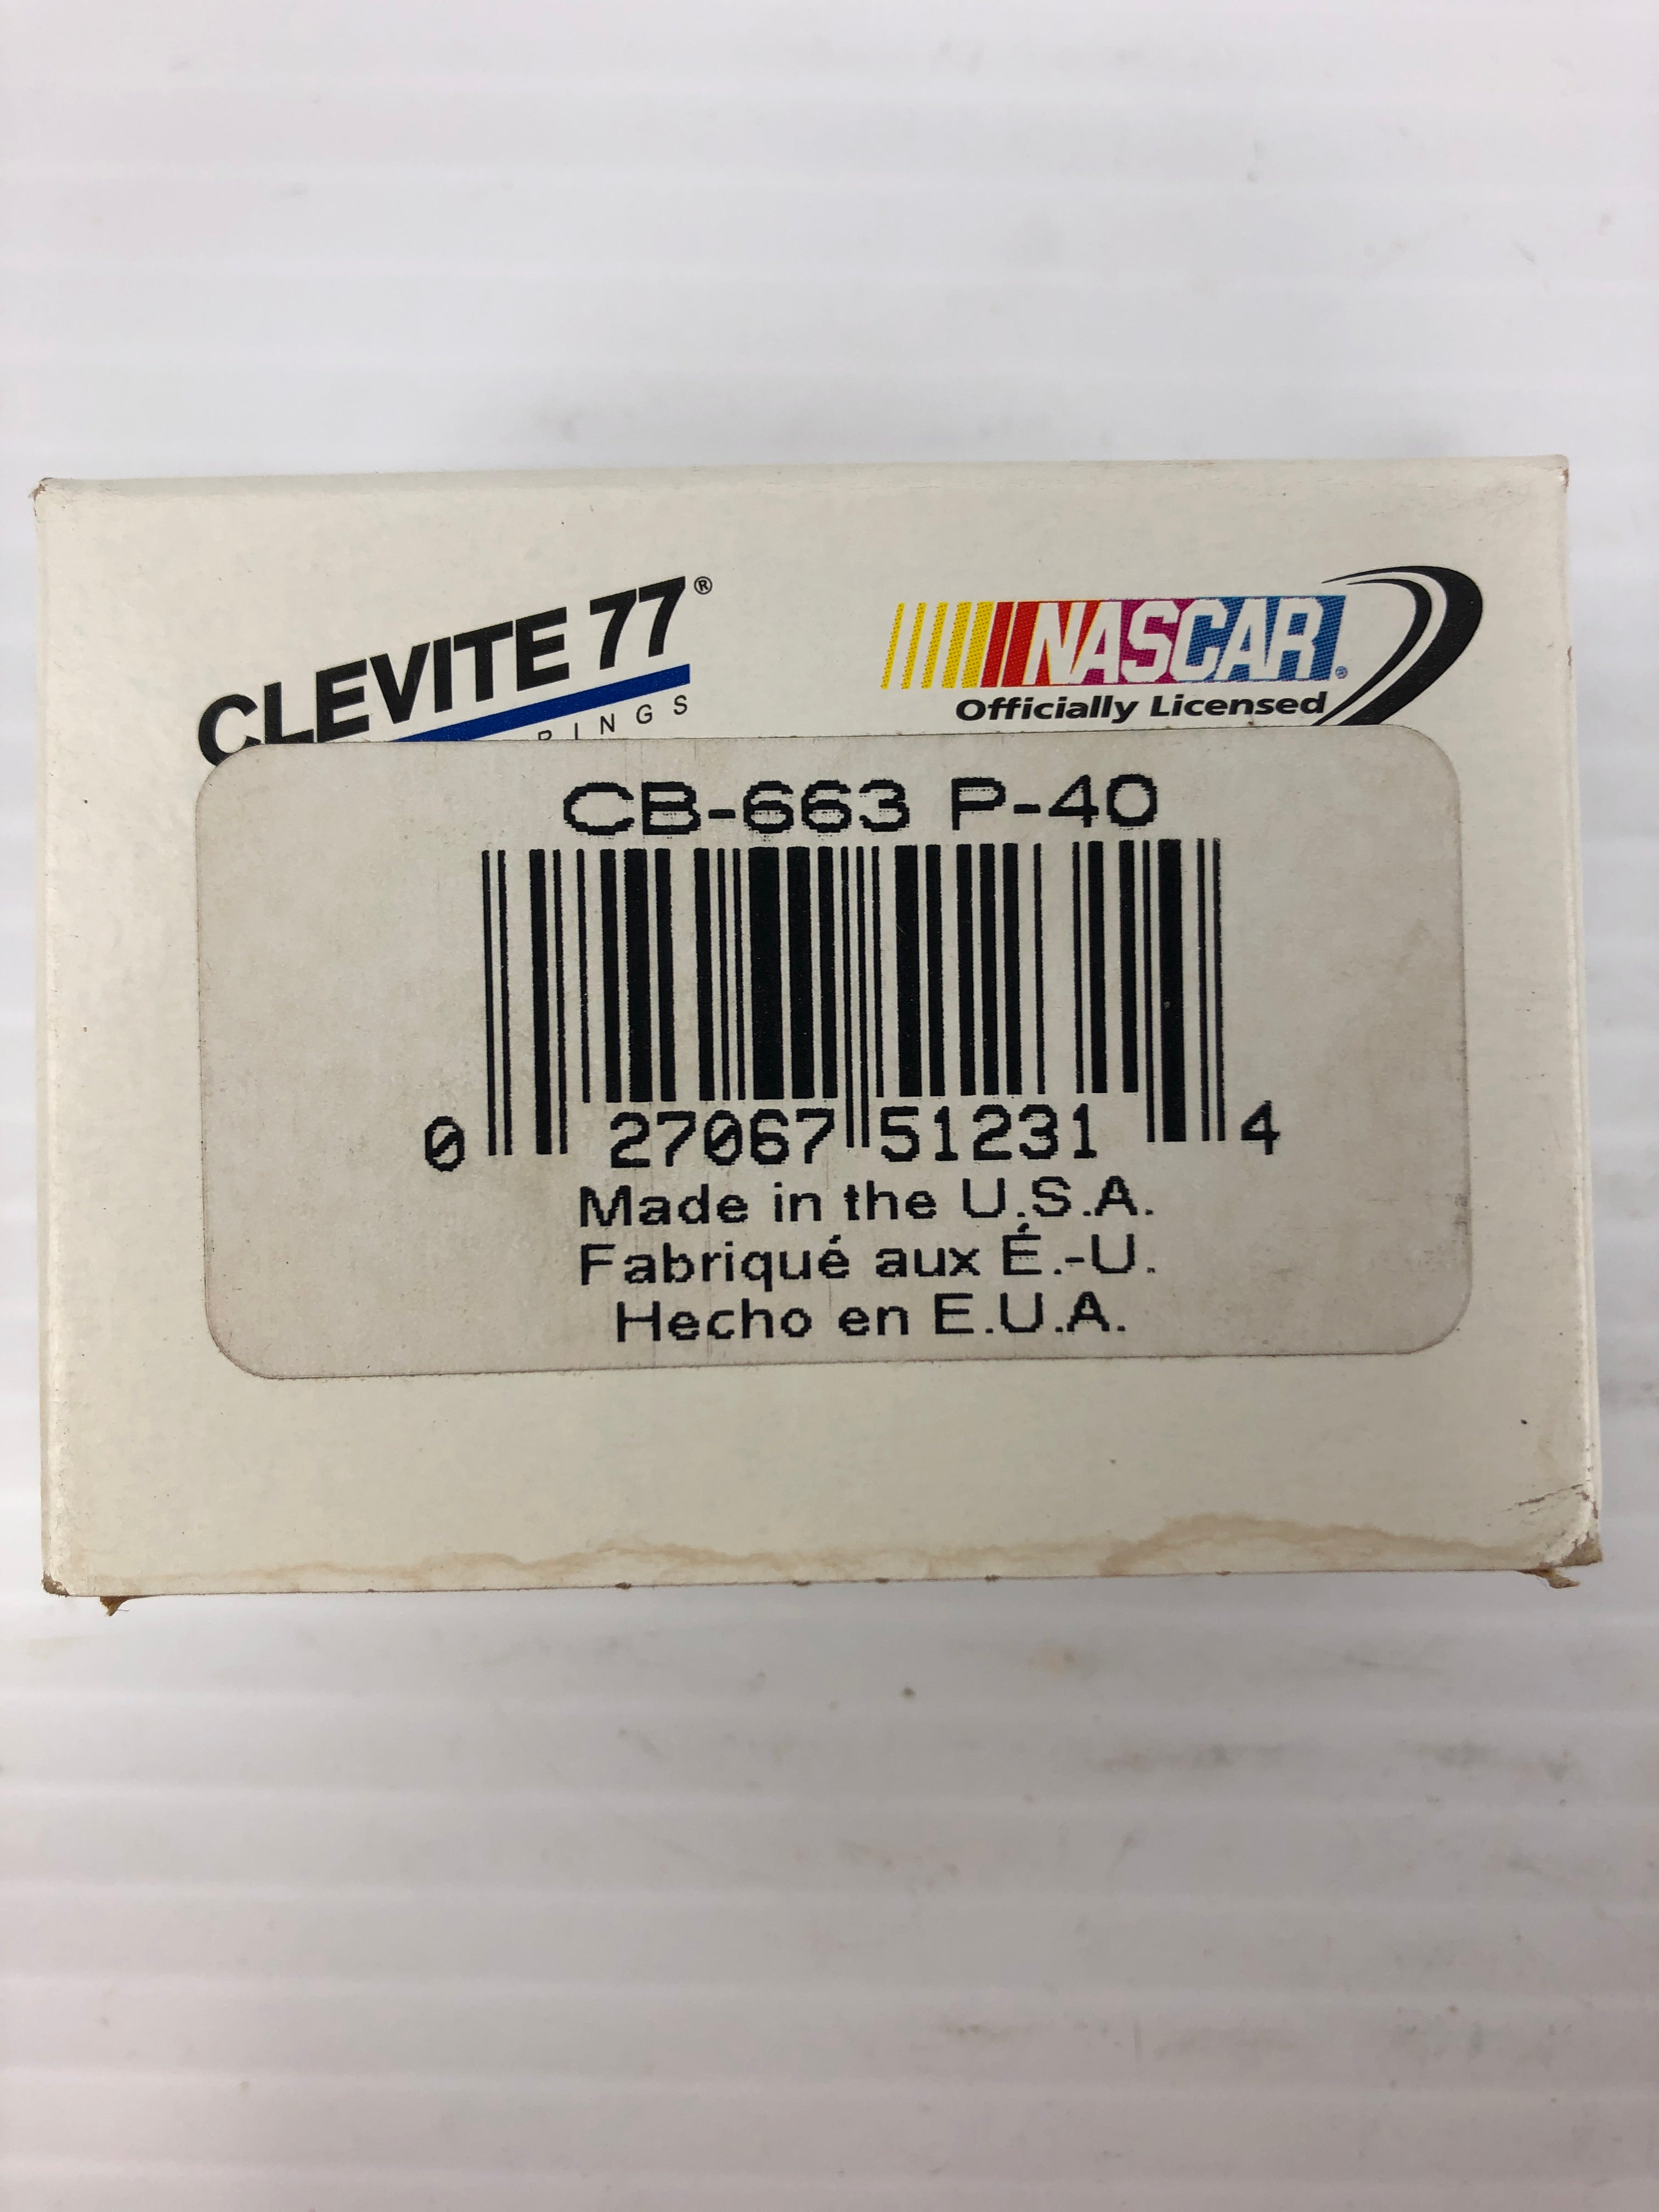 CLEVITE 77®
NASCAR®
Officially Licensed
CB-663 P-40
0 27067 51231 4
Made in the U.S.A.
Fabriqué aux É.-U.
Hecho en E.U.A.